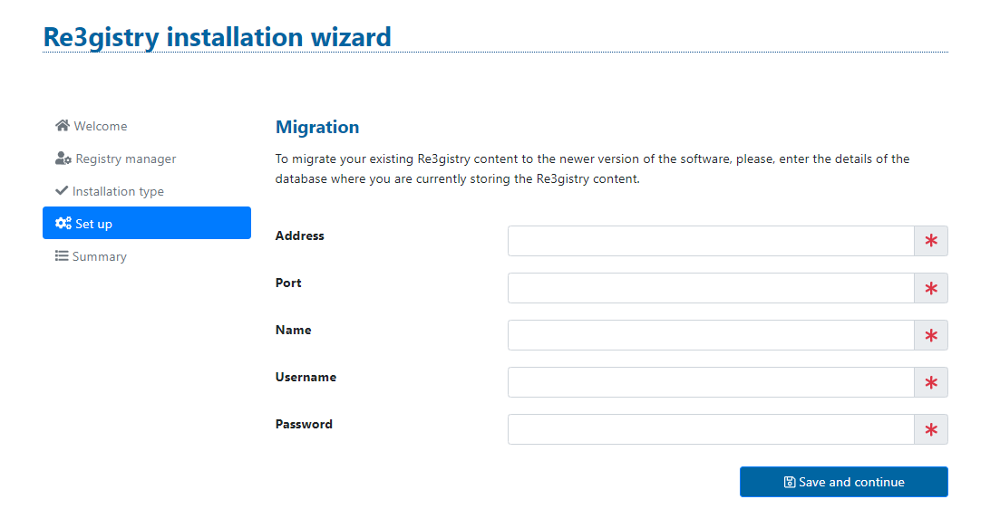 Re3gistry installation wizard
Welcome
Registry manager
Installation type
Set up
Summary
Migration
To migrate your existing Re3gistry content to the newer version of the software, please, enter the details of the
database where you are currently storing the Re3gistry content.
Address
Port
Name
Username
Password
Save and continue